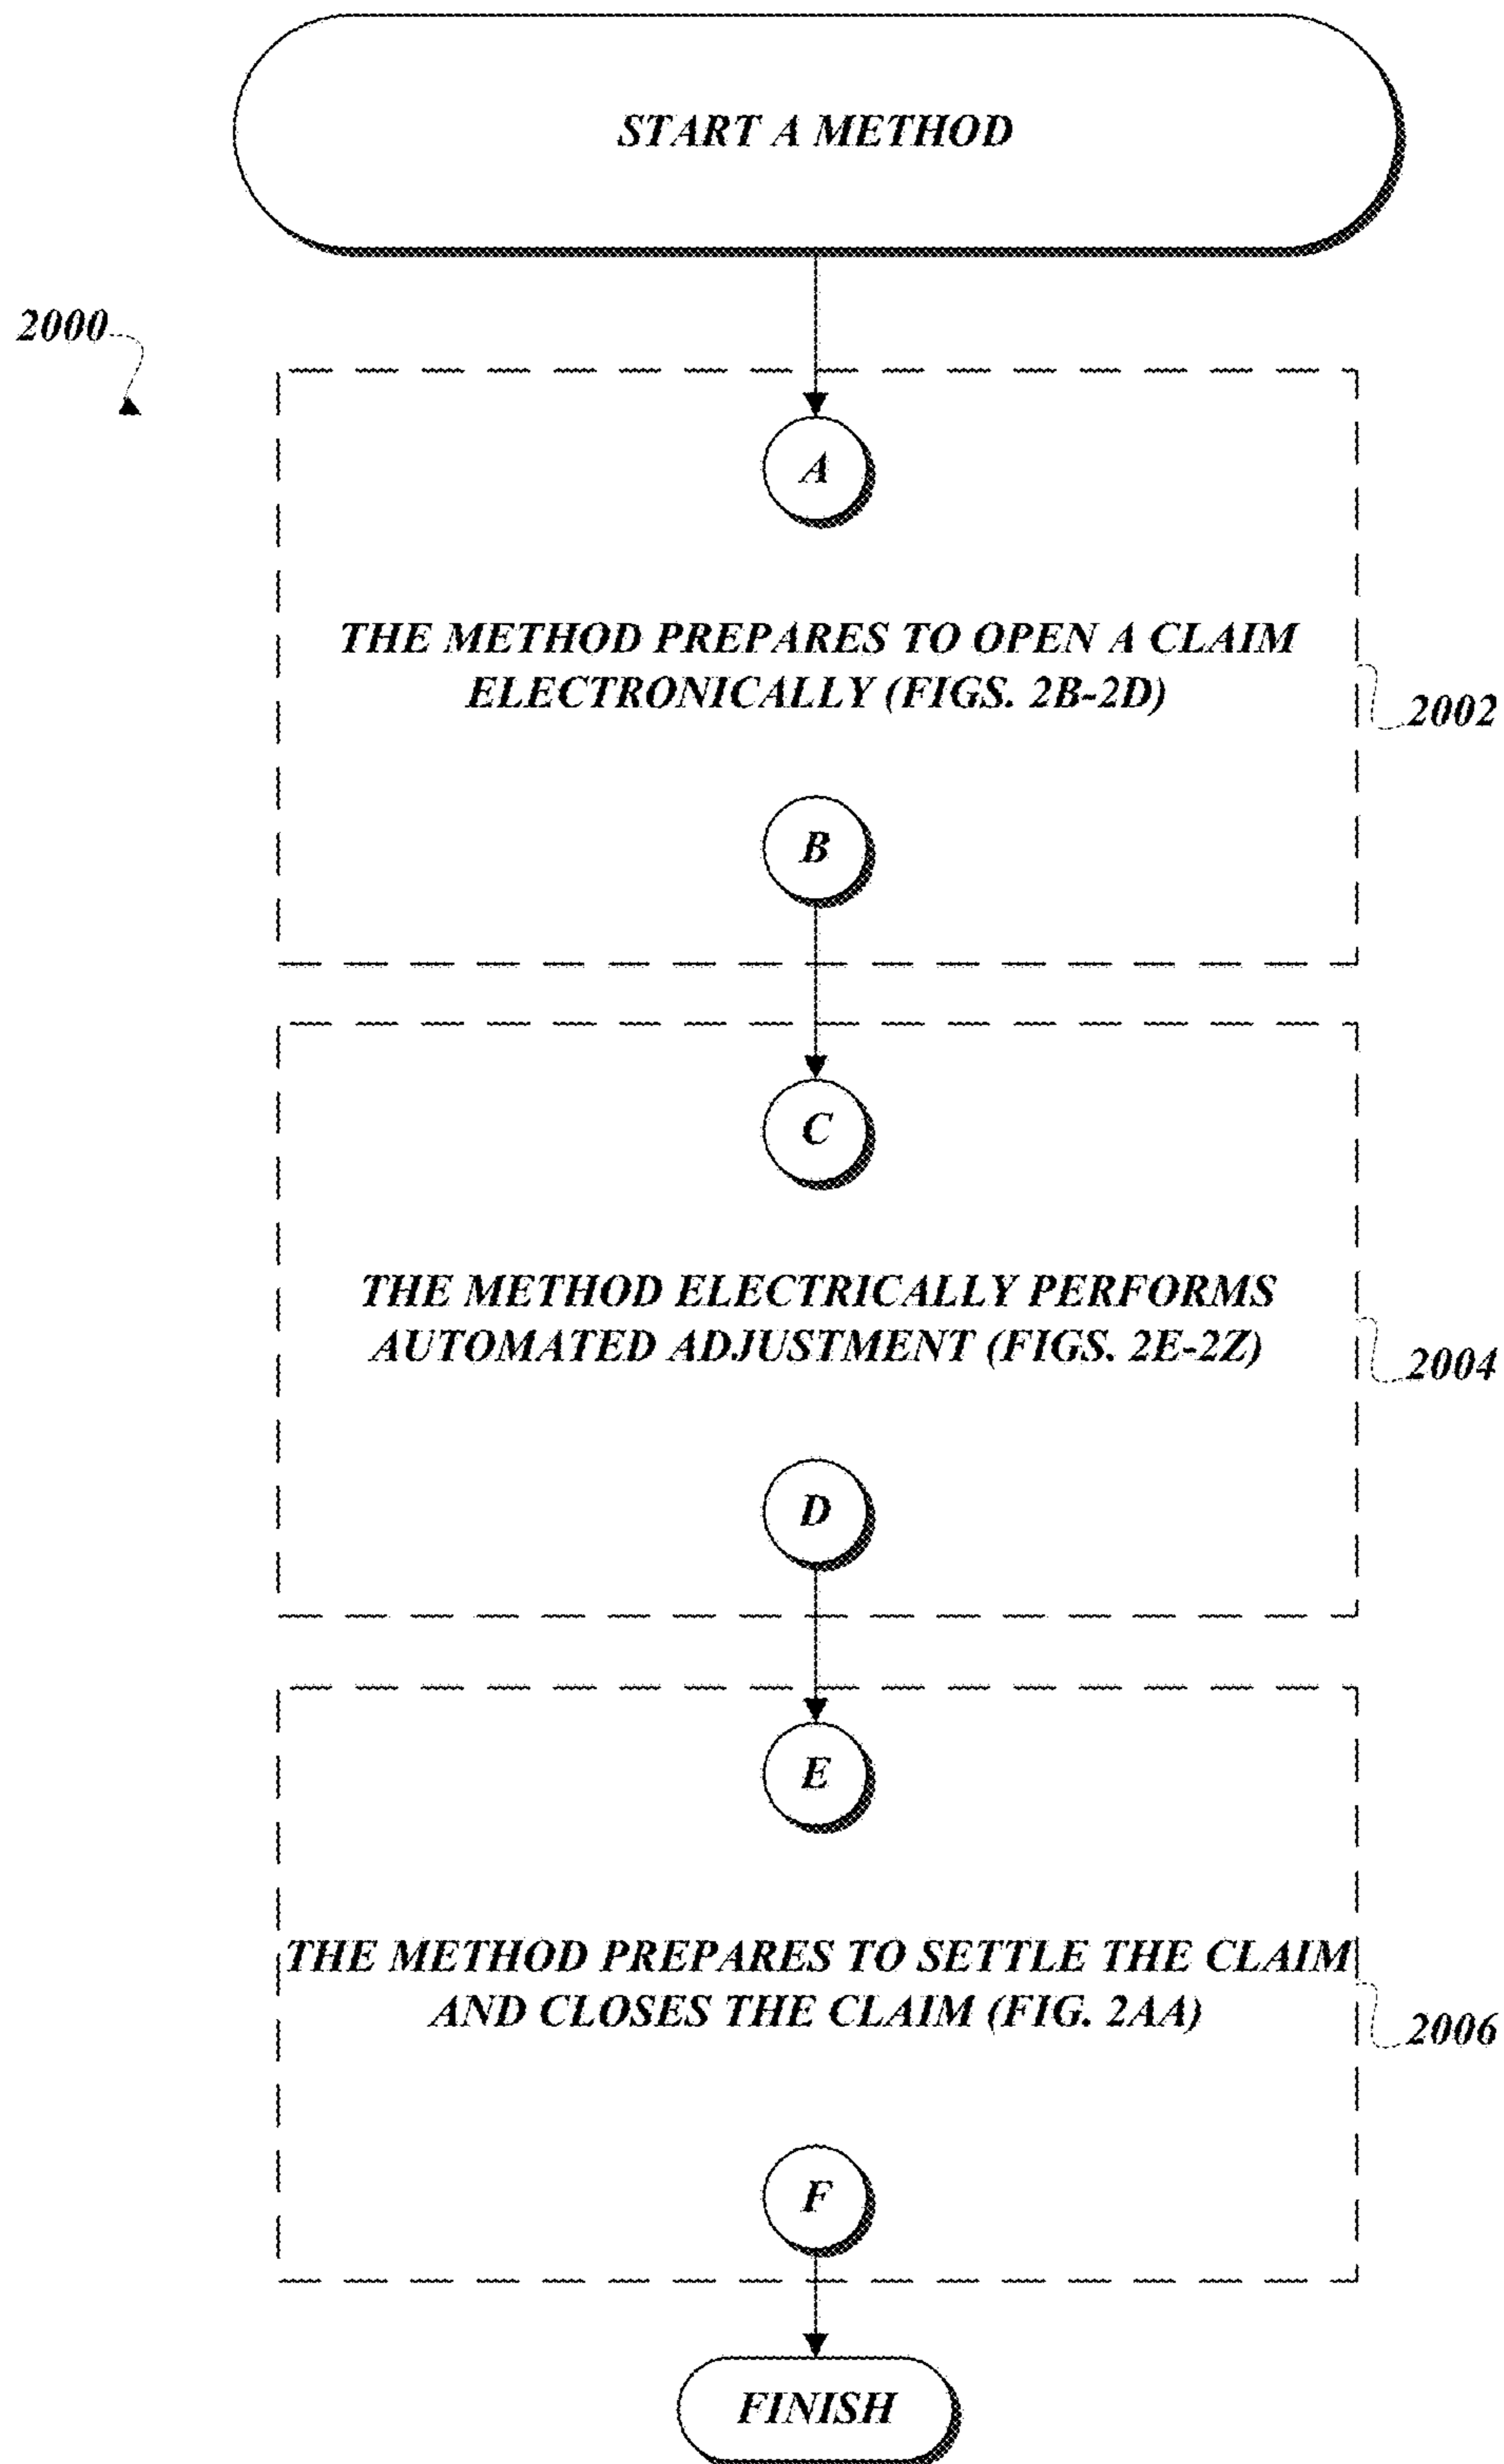 START A METHOD
2000
A
THE METHOD PREPARES TO OPEN A CLAIM
ELECTRONICALLY (FIGS. 2B-2D)
2002
B
C
THE METHOD ELECTRICALLY PERFORMS
AUTOMATED ADJUSTMENT (FIGS. 2E-2Z)
2004
D
E
THE METHOD PREPARES TO SETTLE THE CLAIM
AND CLOSES THE CLAIM (FIG. 2AA)
2006
F
FINISH